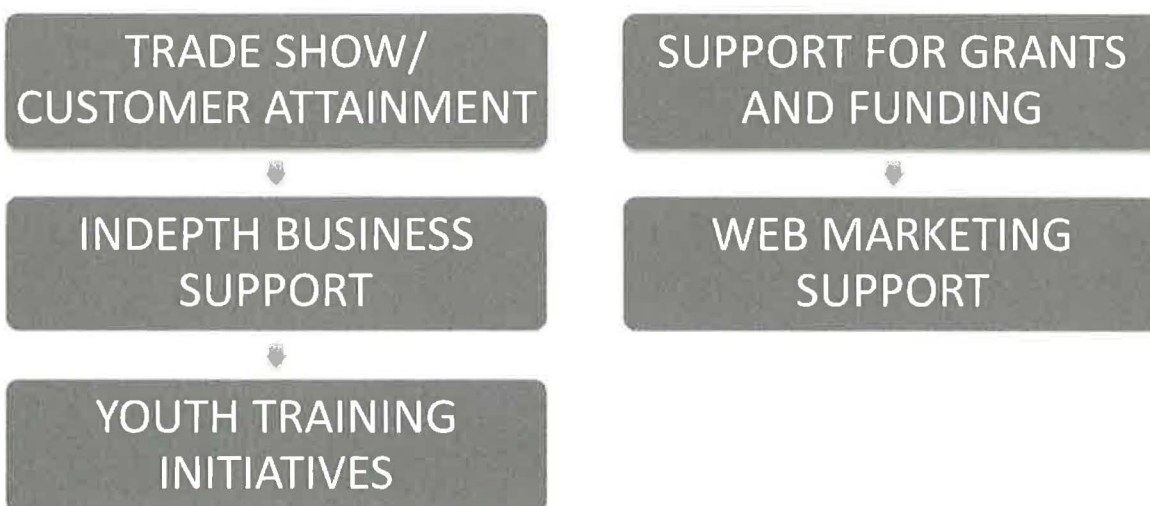 TRADE SHOW/
CUSTOMER ATTAINMENT
INDEPTH BUSINESS
SUPPORT
YOUTH TRAINING
INITIATIVES
SUPPORT FOR GRANTS
AND FUNDING
WEB MARKETING
SUPPORT